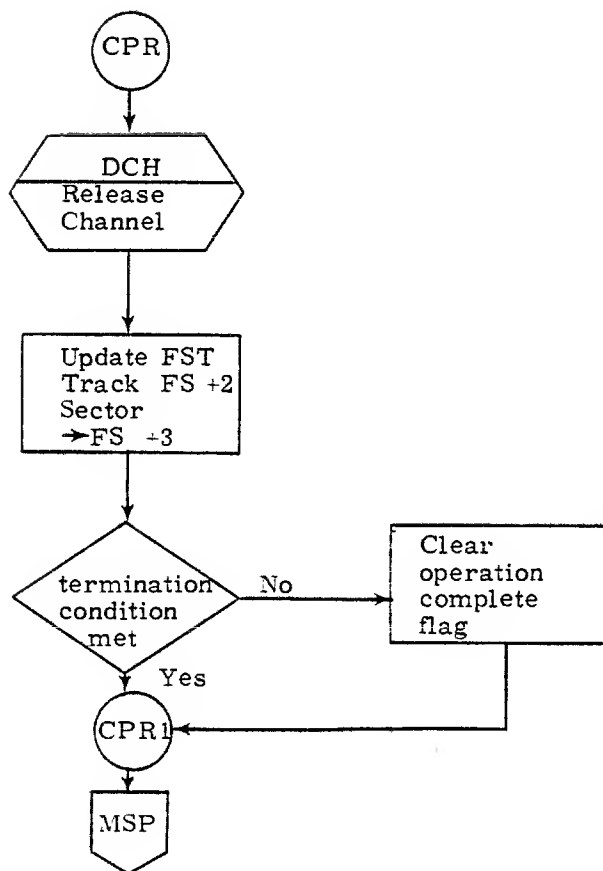 CPR
DCH
Release
Channel
Update FST
Track FS +2
Sector
→FS +3
termination
condition
met
No
Clear
operation
complete
flag
Yes
CPR1
MSP